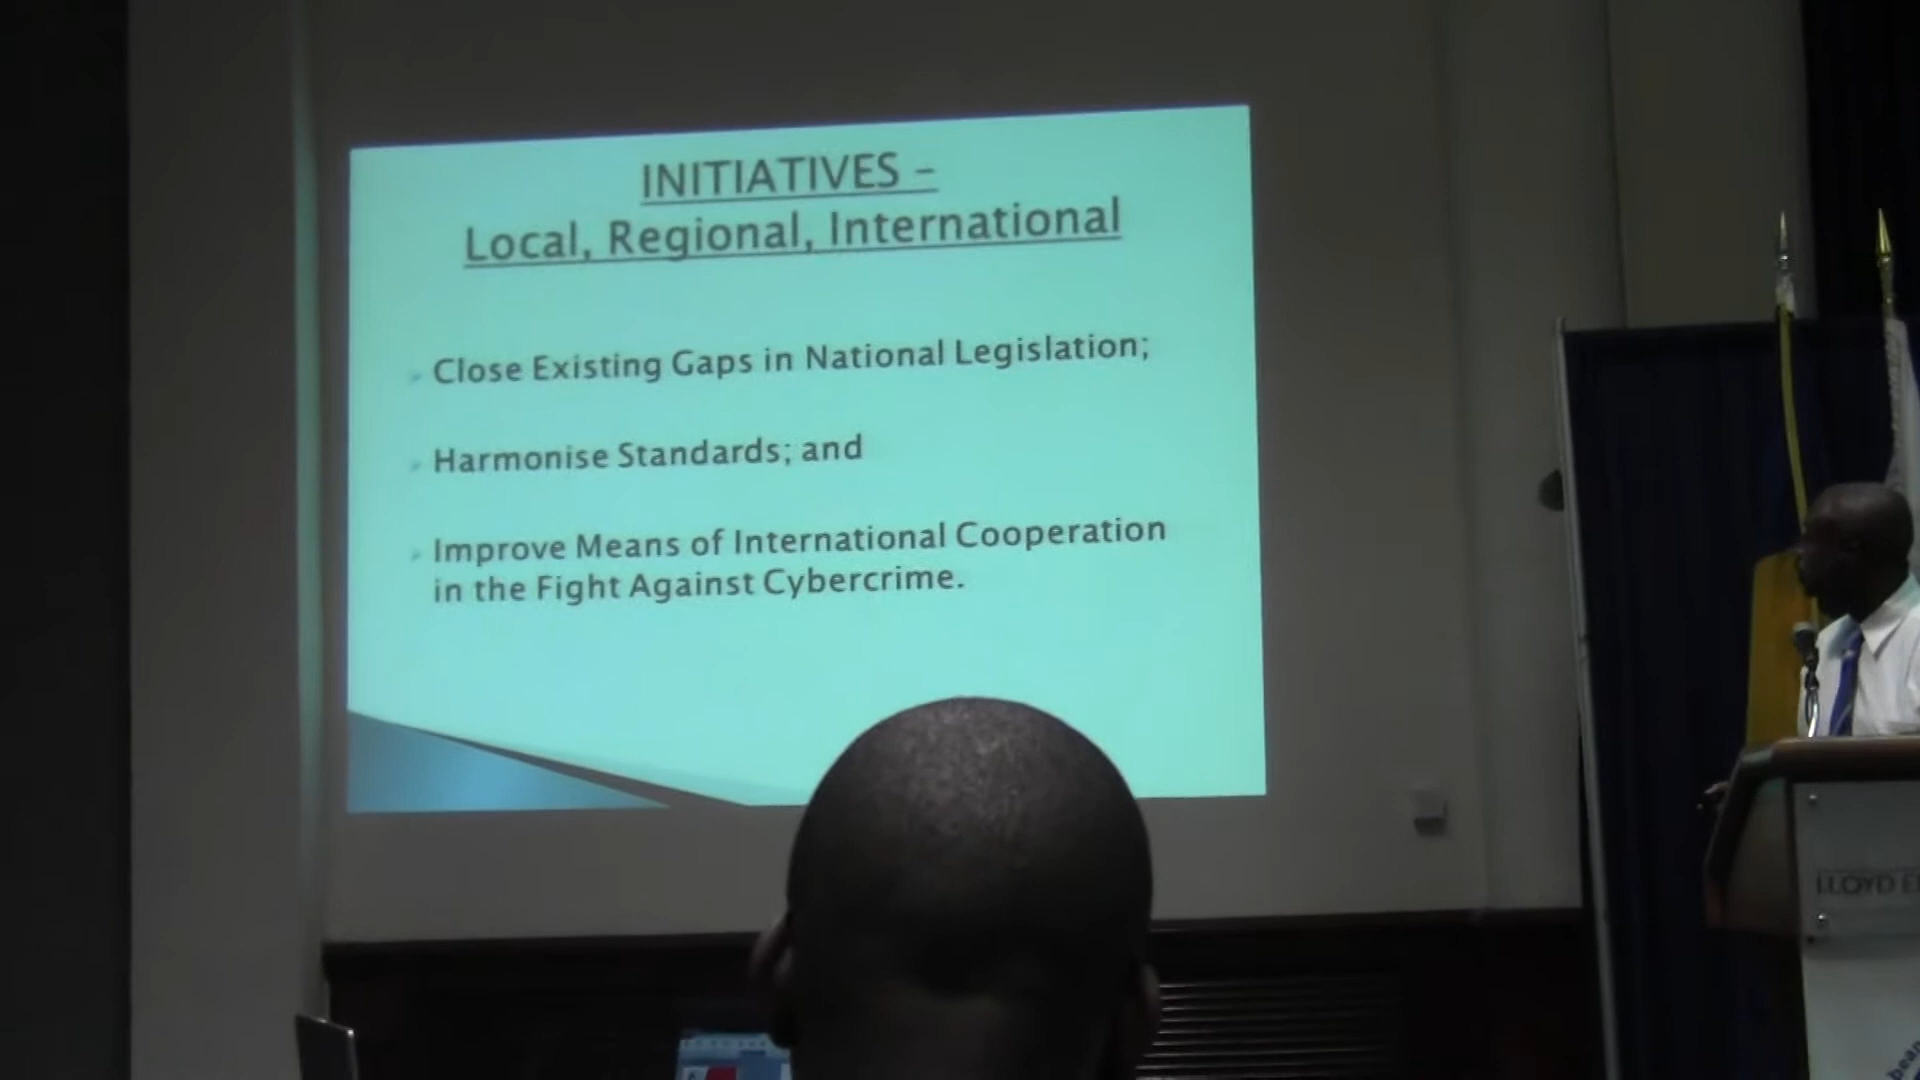 INITIATIVES –
Local, Regional, International
Close Existing Gaps in National Legislation;
Harmonise Standards; and
Improve Means of International Cooperation
in the Fight Against Cybercrime.
LLOYD